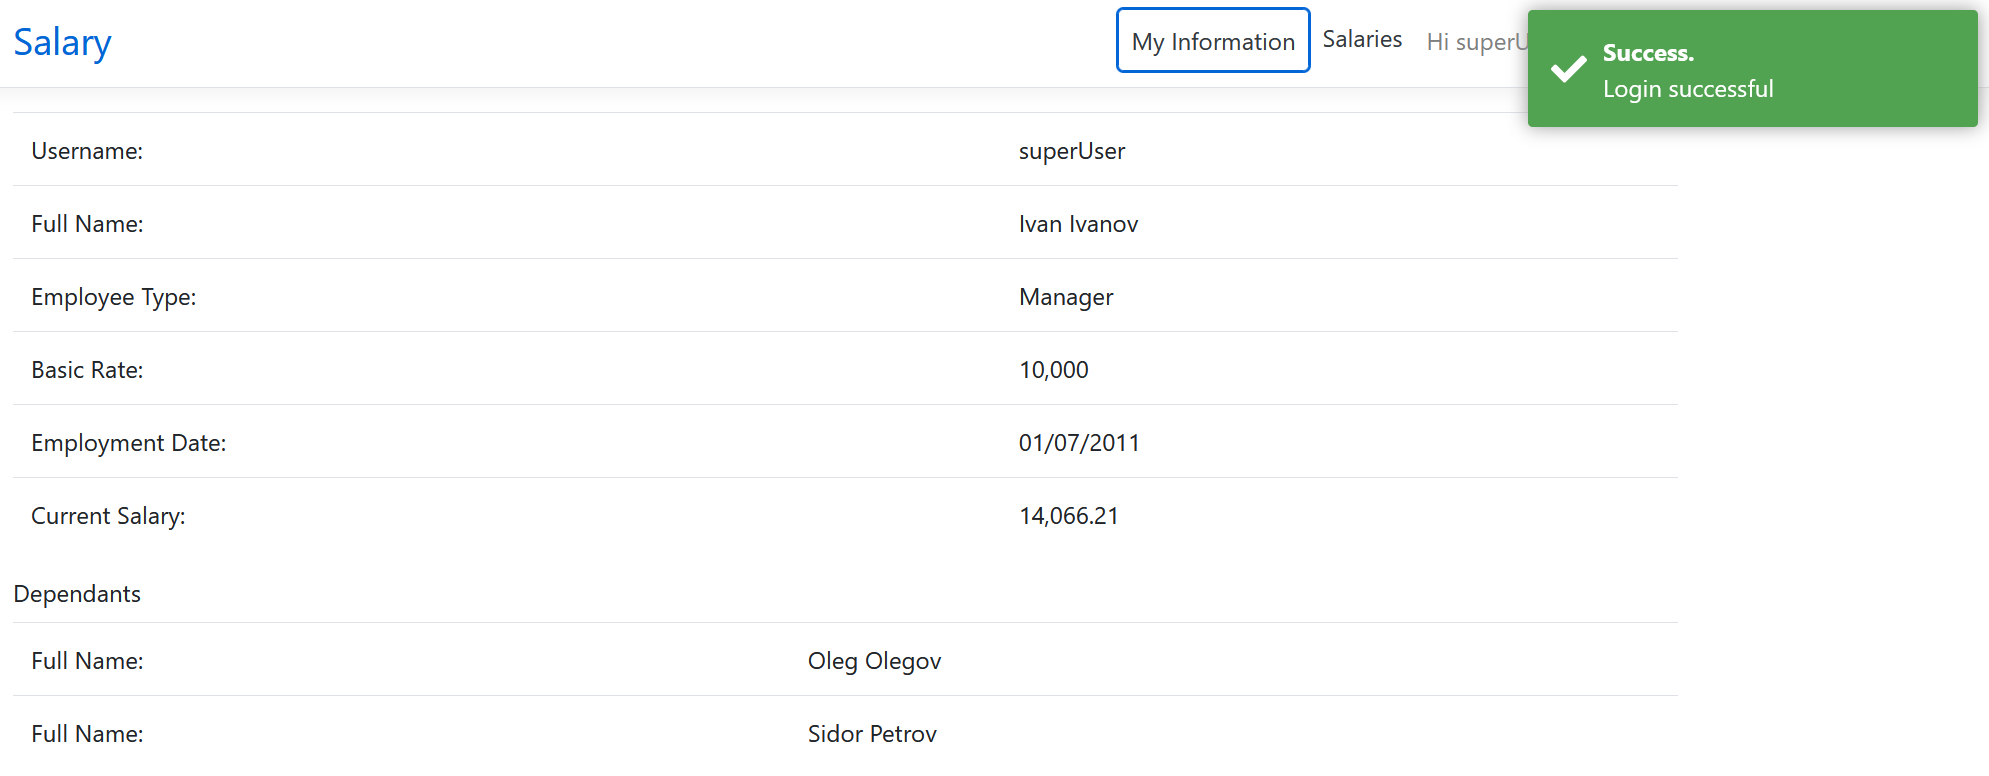 Salary
My Information Salaries Hi superU
Success.
Login successful
Username: superUser
Full Name: Ivan Ivanov
Employee Type: Manager
Basic Rate: 10,000
Employment Date: 01/07/2011
Current Salary: 14,066.21
Dependants
Full Name: Oleg Olegov
Full Name: Sidor Petrov